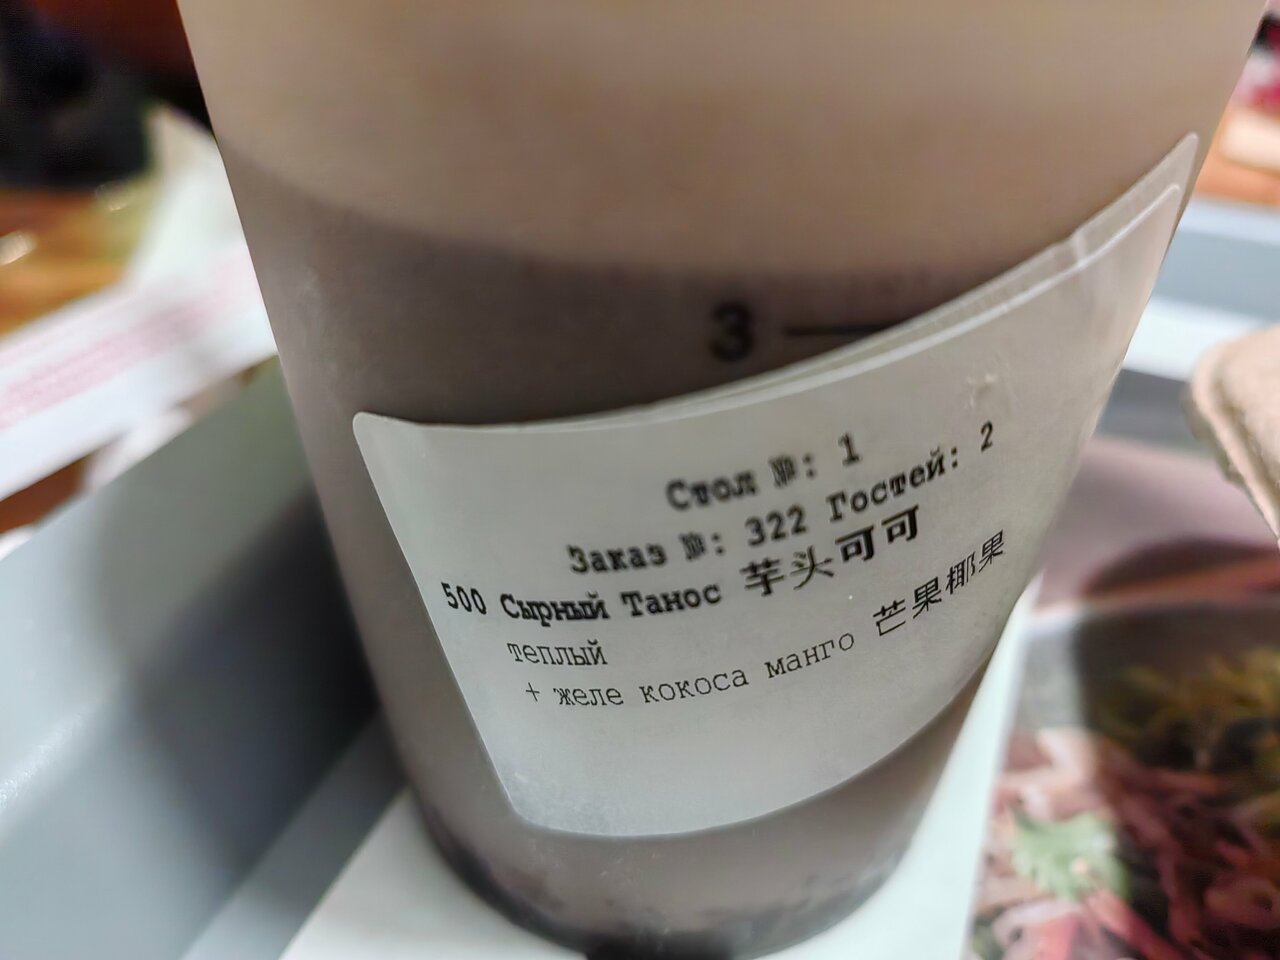 3
Стол №: 1
Заказ №: 322 Гостей: 2
500 Сырный Танос 芋头可可
теплый
+ желе кокоса манго 芒果椰果